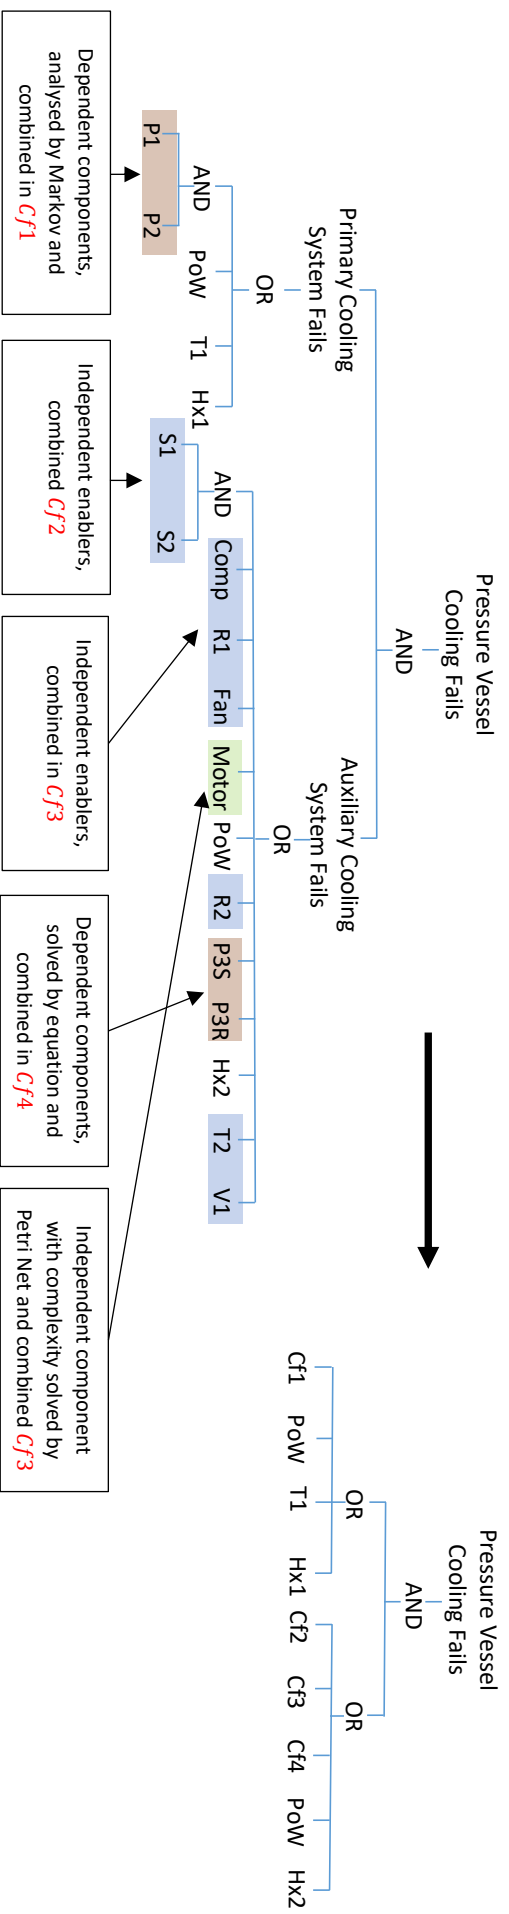 Pressure Vessel
Cooling Fails
AND
Primary Cooling
System Fails
Auxiliary Cooling
System Fails
OR
OR
AND
PoW
T1
Hx1
AND
Comp
R1
Fan
Motor
PoW
R2
P3S
P3R
Hx2
T2
V1
P1
P2
S1
S2
Dependent components,
analysed by Markov and
combined in Cf1
Independent enablers,
combined Cf2
Independent enablers,
combined in Cf3
Dependent components,
solved by equation and
combined in Cf4
Independent component
with complexity solved by
Petri Net and combined Cf3
Pressure Vessel
Cooling Fails
AND
OR
OR
Cf1
PoW
T1
Hx1
Cf2
Cf3
Cf4
PoW
Hx2